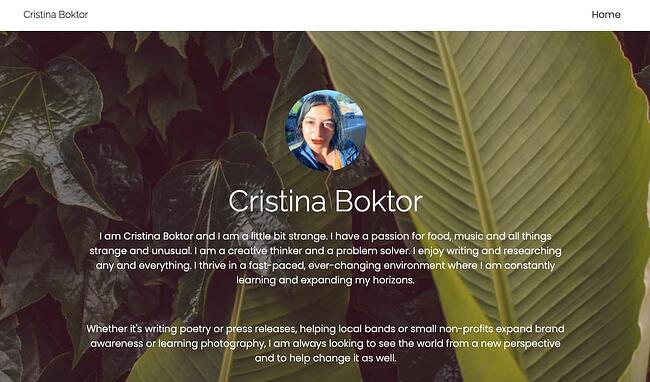 Cristina Boktor
Home
Cristina Boktor
I am Cristina Boktor and I am a little bit strange. I have a passion for food, music and all things
strange and unusual. I am a creative thinker and a problem solver. I enjoy writing and researching
any and everything. I thrive in a fast-paced, ever-changing environment where I am constantly
learning and expanding my horizons.
Whether it's writing poetry or press releases, helping local bands or small non-profits expand brand
awareness or learning photography, I am always looking to see the world from a new perspective
and to help change it as well.